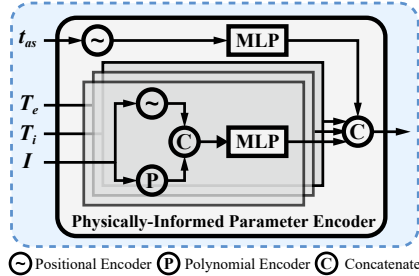 t_as ~ MLP
T_e
T_i
I
~
C MLP C
P
Physically-Informed Parameter Encoder
~ Positional Encoder P Polynomial Encoder C Concatenate